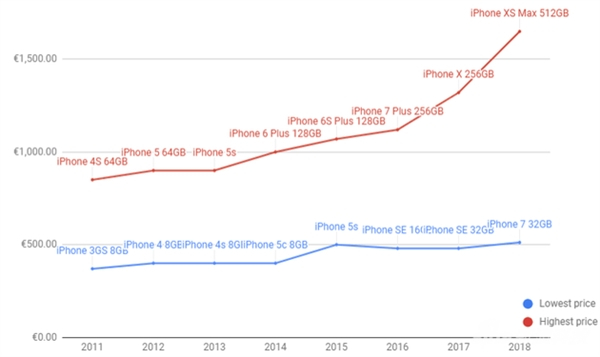 iPhone XS Max 512GB
€1,500.00
iPhone X 256GB
iPhone 7 Plus 256GB
iPhone 6S Plus 128GB
iPhone 6 Plus 128GB
€1,000.00
iPhone 4S 64GB
iPhone 5 64GB
iPhone 5s
iPhone 5s
iPhone 7 32GB
iPhone SE
iPhone SE 32GB
€500.00
iPhone 3GS 8GB
iPhone 4
iPhone 4s
iPhone 5c 8GB
Lowest price
Highest price
€0.00
2011 2012 2013 2014 2015 2016 2017 2018